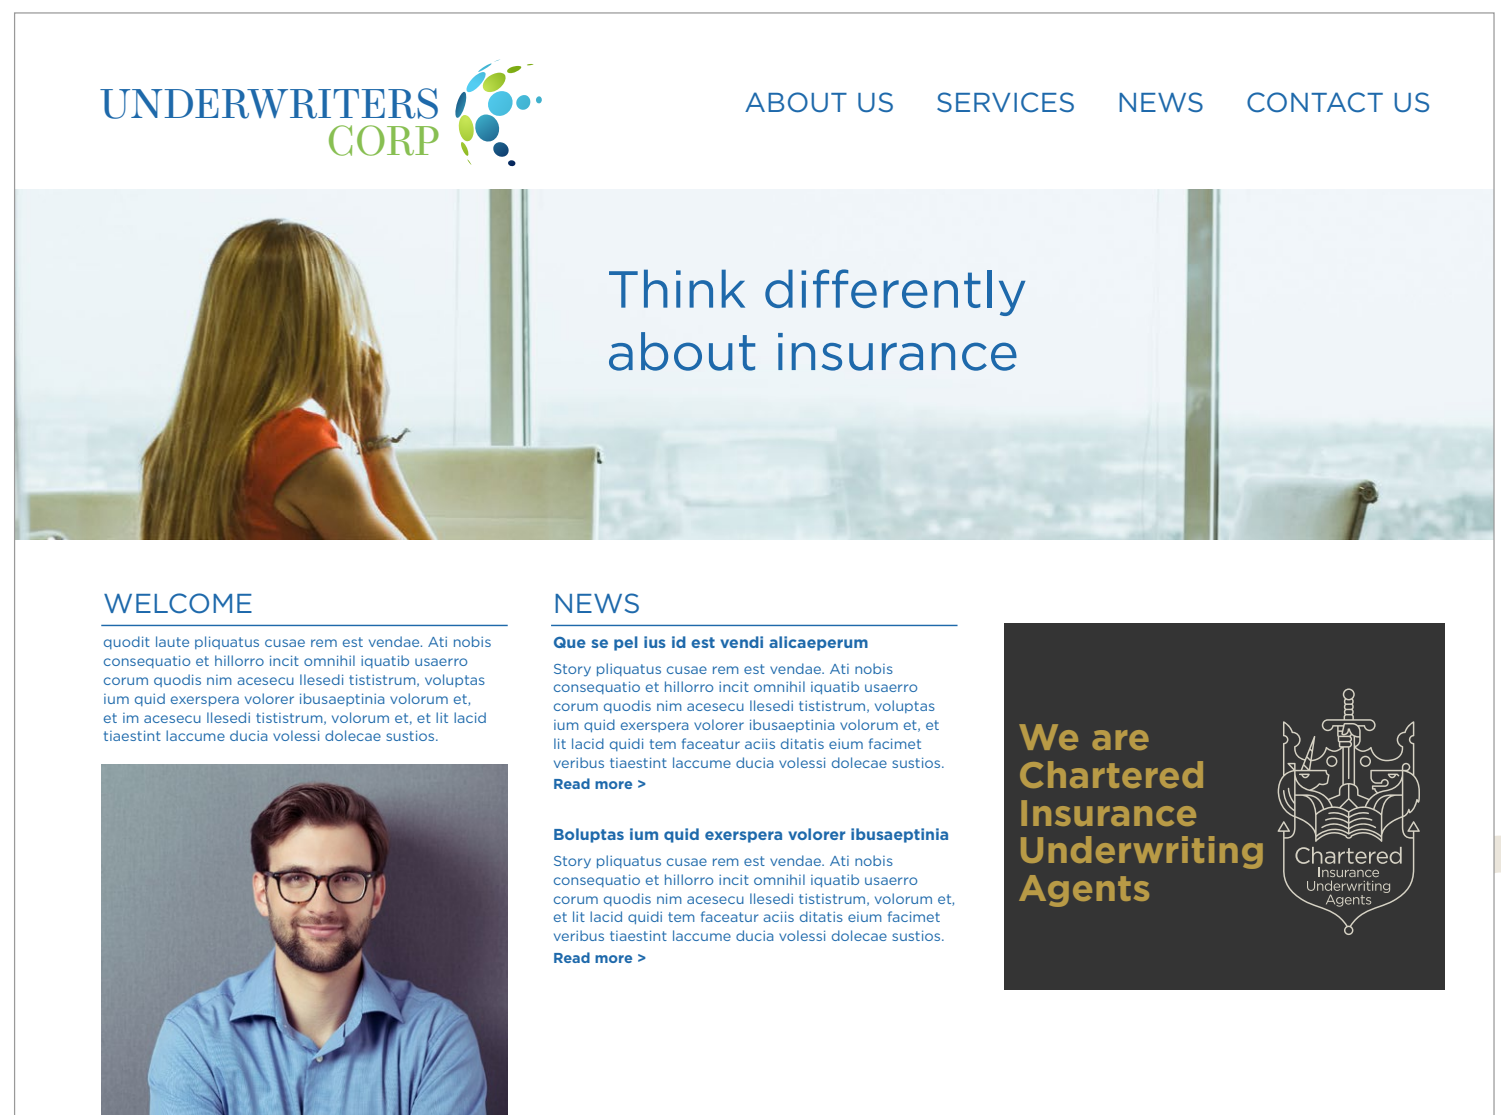 UNDERWRITERS
CORP
ABOUT US SERVICES NEWS CONTACT US
Think differently
about insurance
WELCOME
quodit laute pliquatus cusae rem est vendae. Ati nobis
consequatio et hillorro incit omnihil iquatib usaerro
corum quodis nim acesecu llesedi tististrum, voluptas
ium quid exerspera volorer ibusaeptinia volorum et,
et im acesecu llesedi tististrum, volorum et, et lit lacid
tiaestint laccume ducia volessi dolecae sustios.
NEWS
Que se pel ius id est vendi alicaeperum
Story pliquatus cusae rem est vendae. Ati nobis
consequatio et hillorro incit omnihil iquatib usaerro
corum quodis nim acesecu llesedi tististrum, voluptas
ium quid exerspera volorer ibusaeptinia volorum et, et
lit lacid quidi tem faceatur aciis ditatis eium facimet
veribus tiaestint laccume ducia volessi dolecae sustios.
Read more >
Boluptas ium quid exerspera volorer ibusaeptinia
Story pliquatus cusae rem est vendae. Ati nobis
consequatio et hillorro incit omnihil iquatib usaerro
corum quodis nim acesecu llesedi tististrum, volorum et,
et lit lacid quidi tem faceatur aciis ditatis eium facimet
veribus tiaestint laccume ducia volessi dolecae sustios.
Read more >
We are
Chartered
Insurance
Underwriting
Agents
Chartered
Insurance
Underwriting
Agents